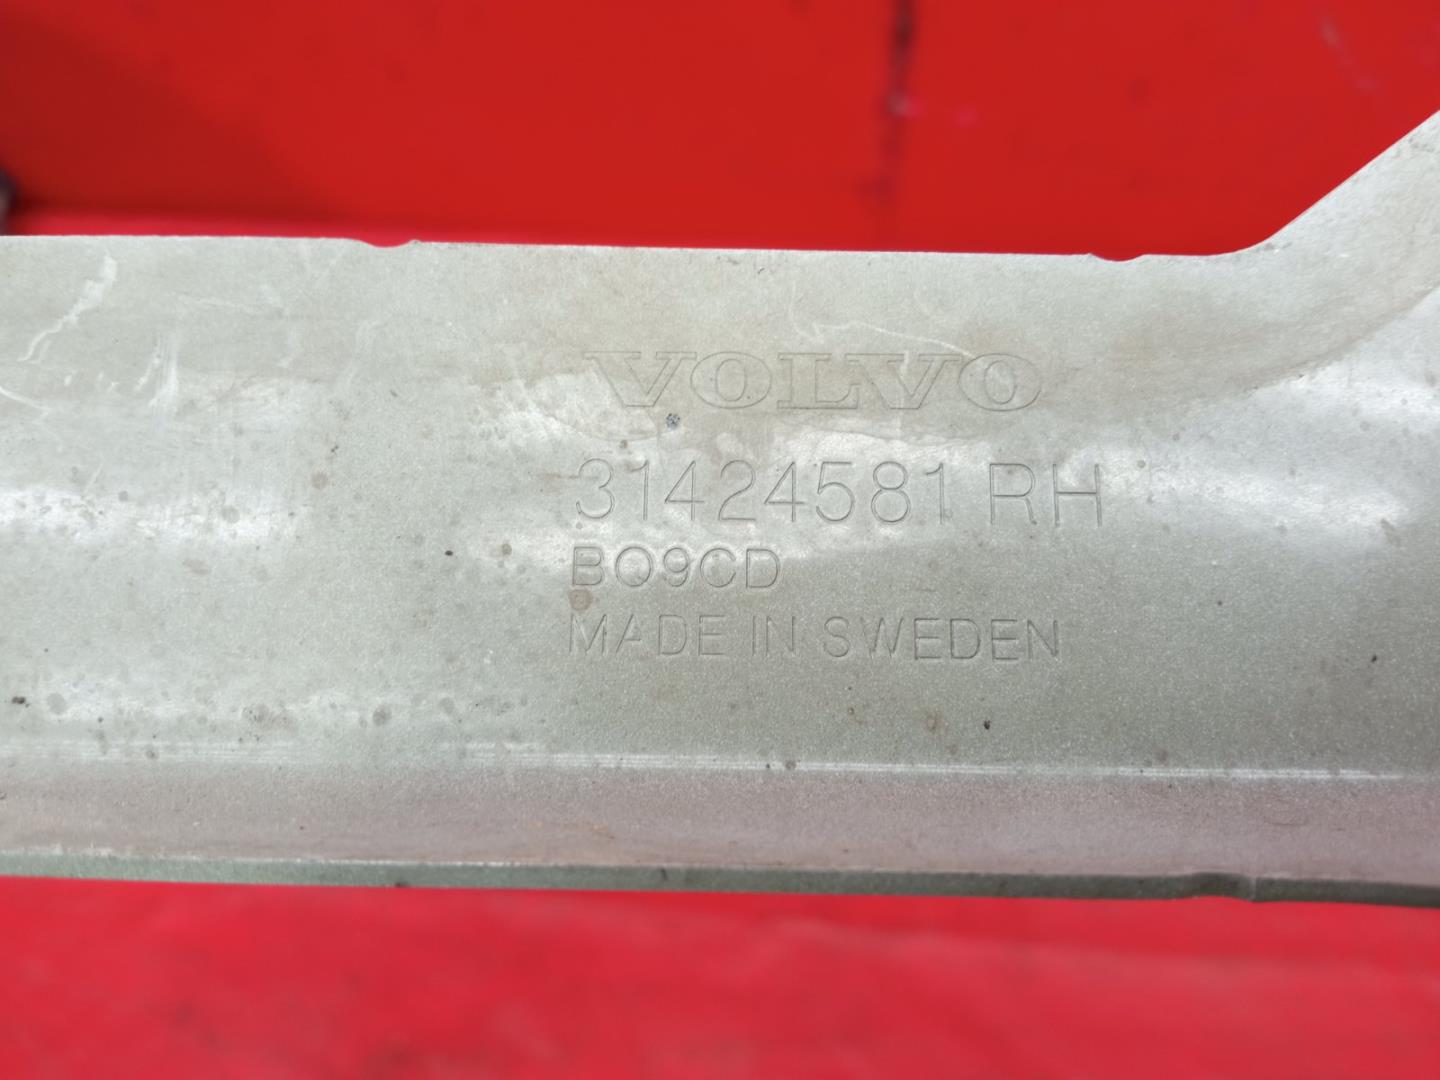 VOLVO
31424581 RH
BO9CD
MADE IN SWEDEN